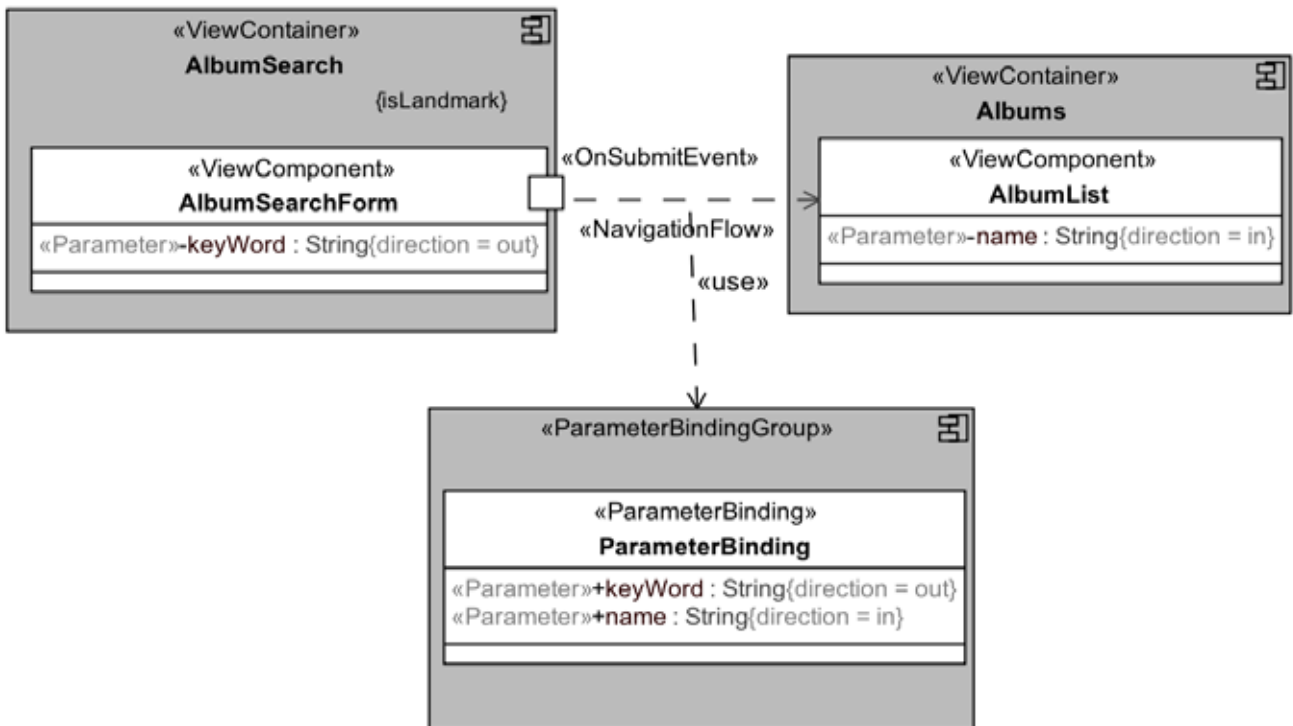 «ViewContainer»
AlbumSearch
{isLandmark}
«ViewComponent»
AlbumSearchForm
«Parameter»-keyWord : String{direction = out}
«OnSubmitEvent»
«NavigationFlow»
«use»
«ViewContainer»
Albums
«ViewComponent»
AlbumList
«Parameter»-name : String{direction = in}
«ParameterBindingGroup»
«ParameterBinding»
ParameterBinding
«Parameter»+keyWord : String{direction = out}
«Parameter»+name : String{direction = in}